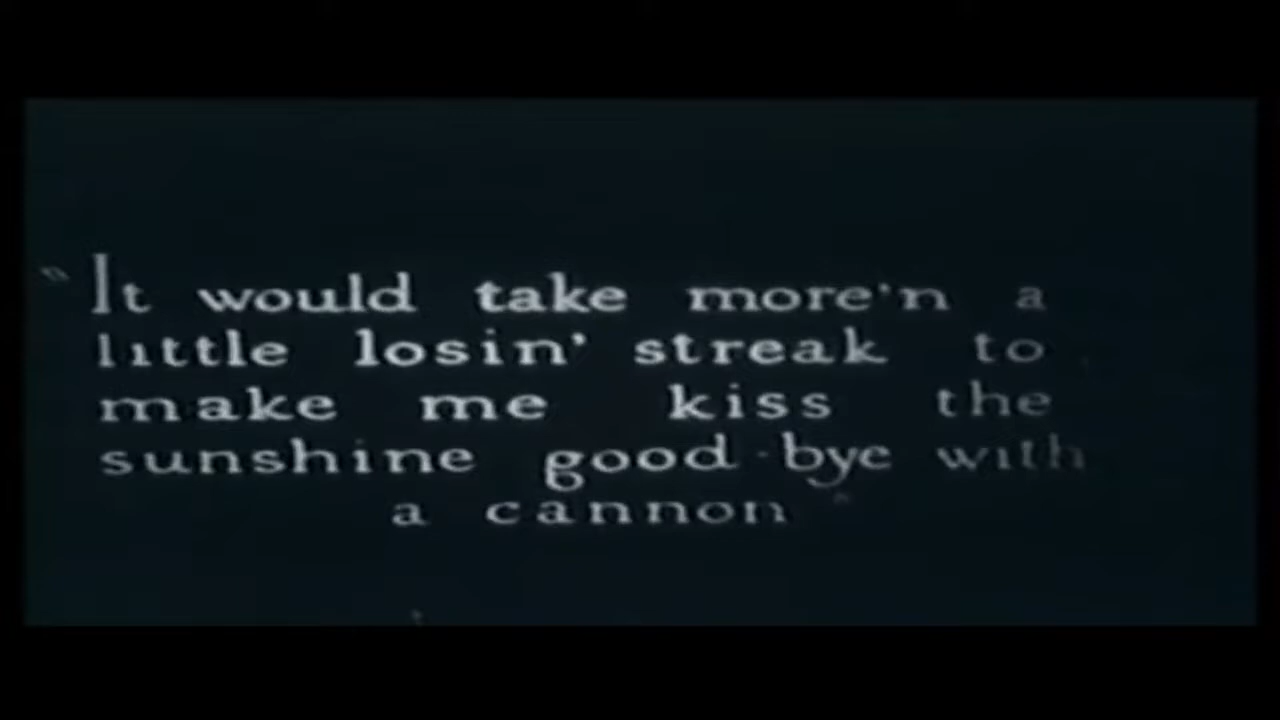 "It would take more'n a
little losin' streak to
make me kiss the
sunshine good-bye with
a cannon"